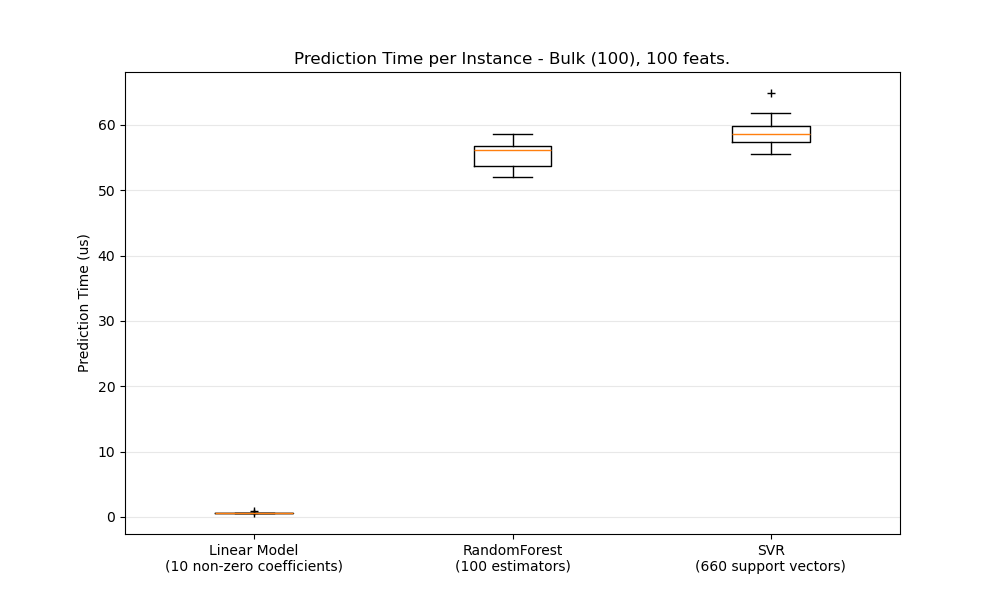 Prediction Time per Instance - Bulk (100), 100 feats.
Prediction Time (us)
60
50
40
30
20
10
0
Linear Model
(10 non-zero coefficients)
RandomForest
(100 estimators)
SVR
(660 support vectors)